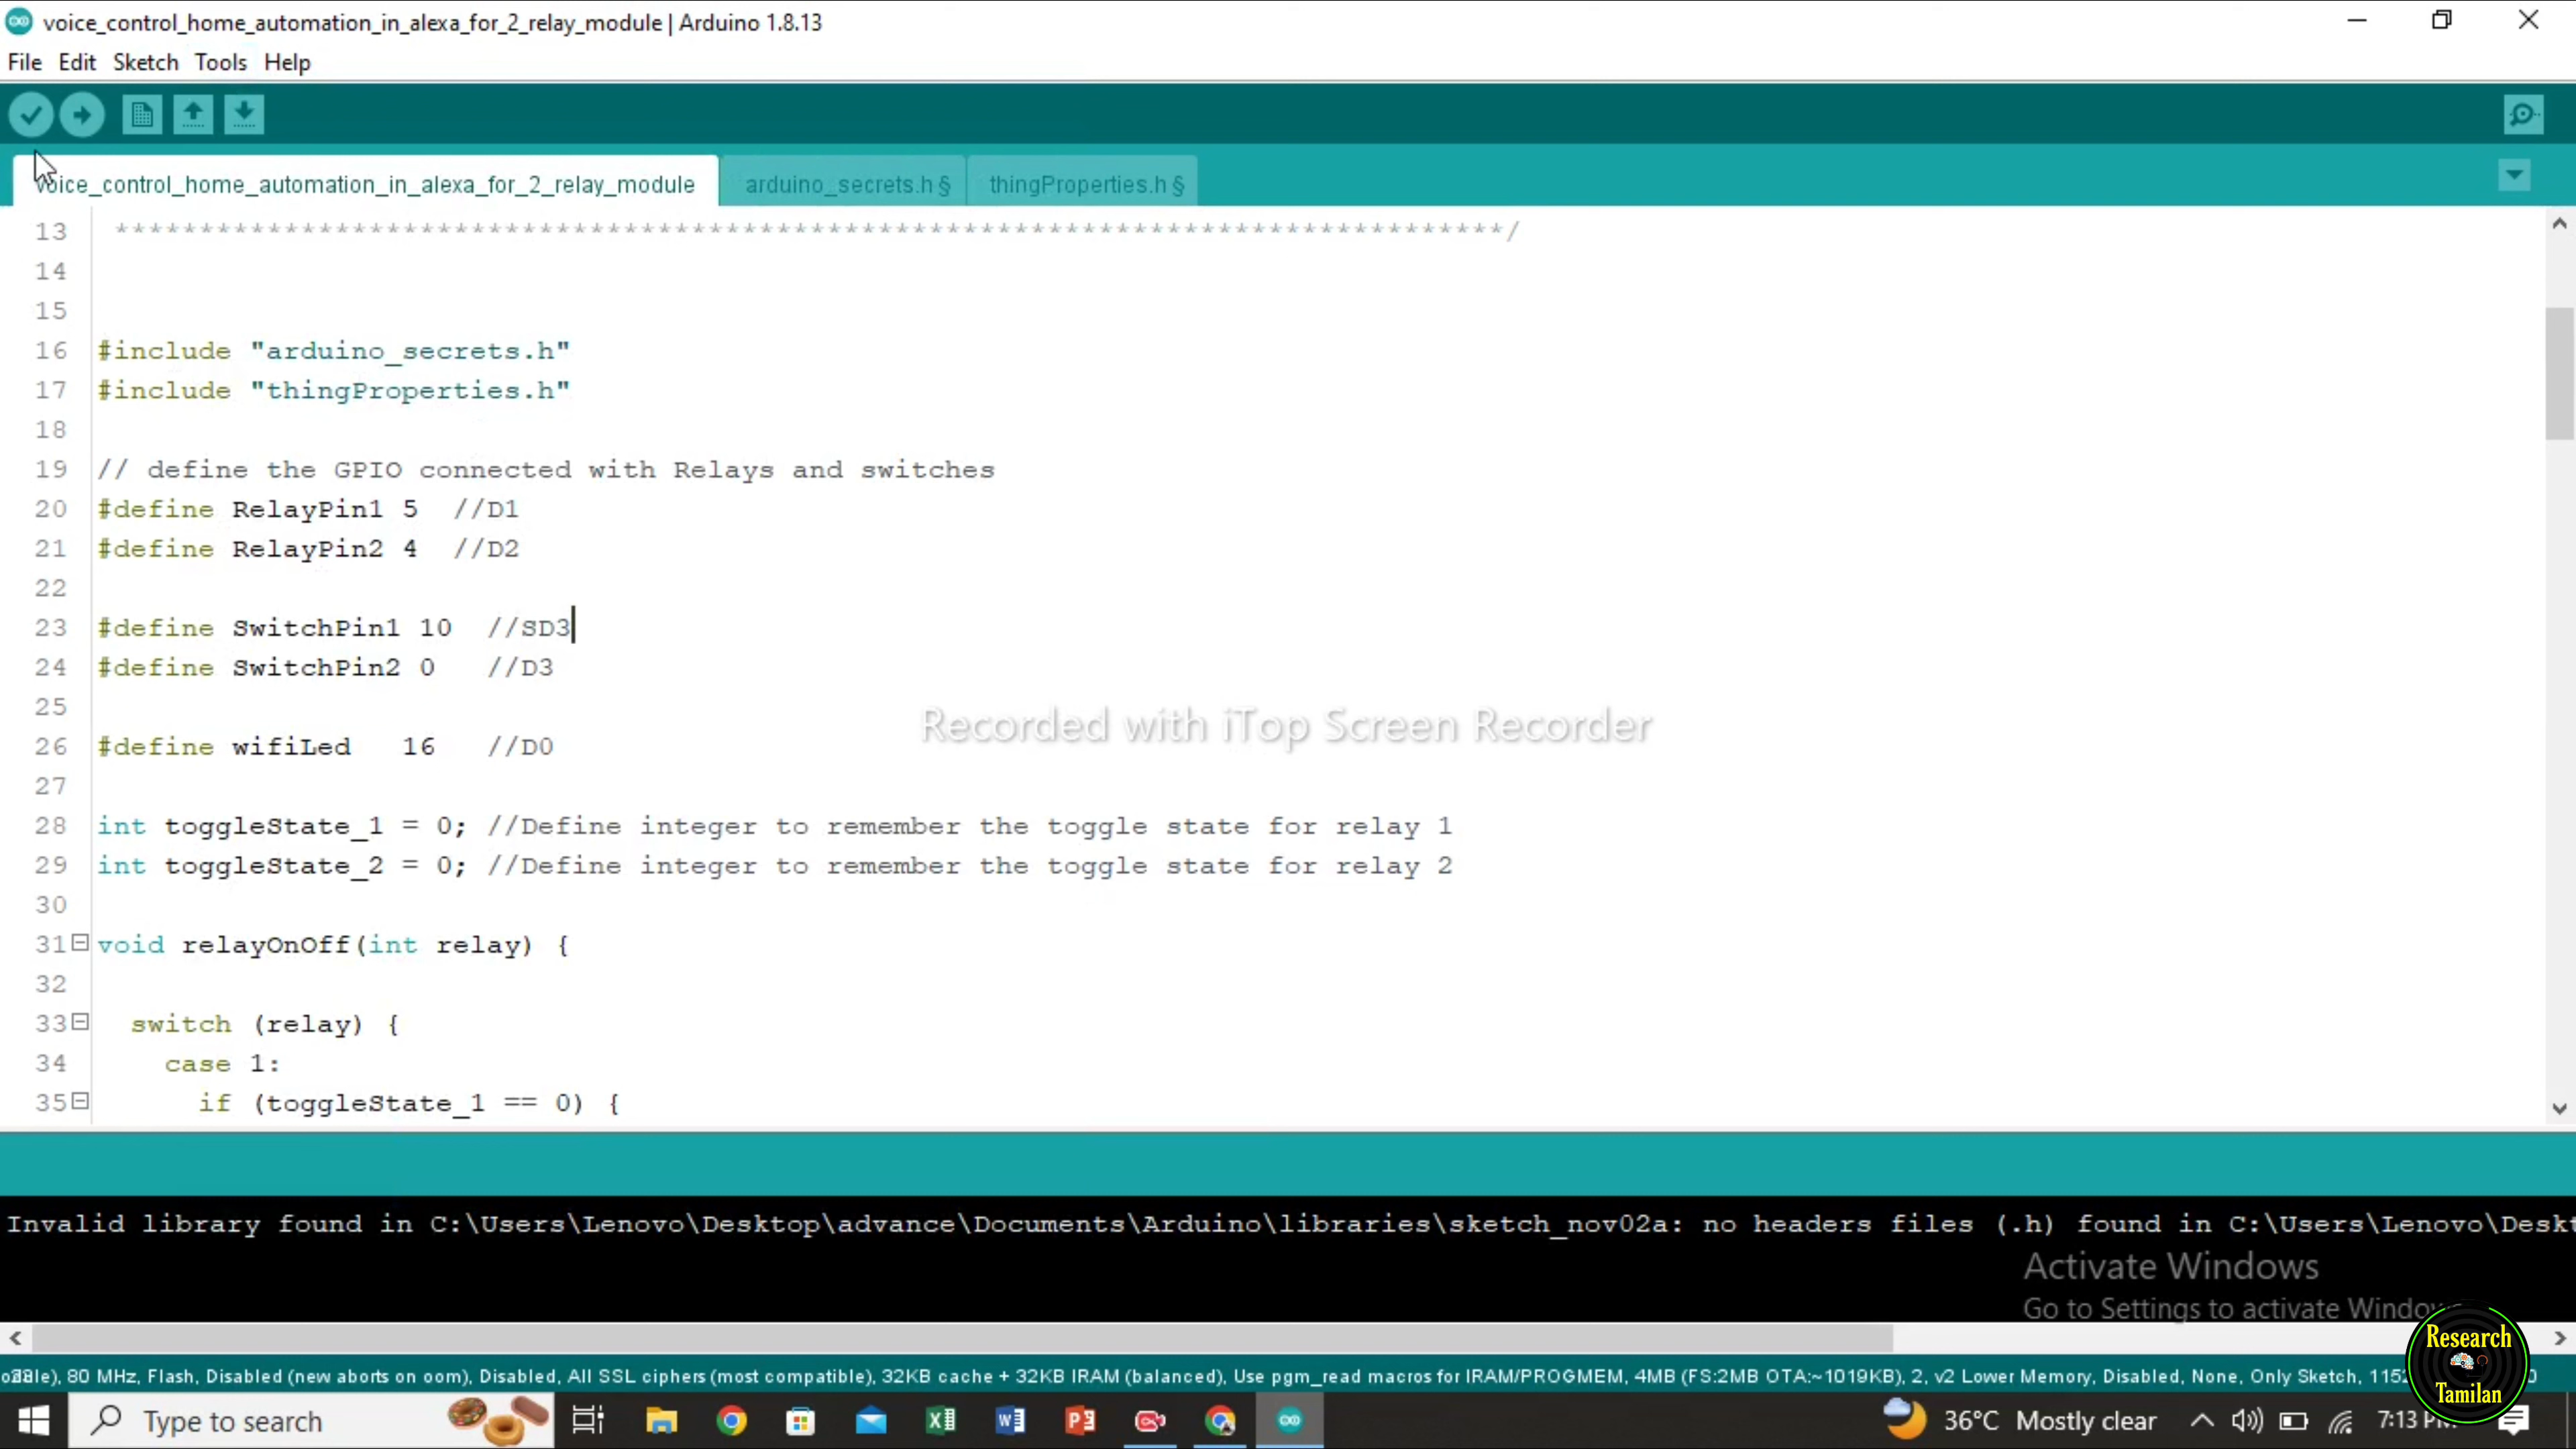 voice_control_home_automation_in_alexa_for_2_relay_module | Arduino 1.8.13
File Edit Sketch Tools Help
voice_control_home_automation_in_alexa_for_2_relay_module arduino_secrets.h § thingProperties.h §
13 ***********************************************************************************/
14
15
16 #include "arduino_secrets.h"
17 #include "thingProperties.h"
18
19 // define the GPIO connected with Relays and switches
20 #define RelayPin1 5 //D1
21 #define RelayPin2 4 //D2
22
23 #define SwitchPin1 10 //SD3
24 #define SwitchPin2 0 //D3
25
Recorded with iTop Screen Recorder
26 #define wifiLed 16 //D0
27
28 int toggleState_1 = 0; //Define integer to remember the toggle state for relay 1
29 int toggleState_2 = 0; //Define integer to remember the toggle state for relay 2
30
31 void relayOnOff(int relay) {
32
33 switch (relay) {
34 case 1:
35 if (toggleState_1 == 0) {
Invalid library found in C:\Users\Lenovo\Desktop\advance\Documents\Arduino\libraries\sketch_nov02a: no headers files (.h) found in C:\Users\Lenovo\Deskt
Activate Windows
Go to Settings to activate Windows
Research
Tamilan
80 MHz, Flash, Disabled (new aborts on oom), Disabled, All SSL ciphers (most compatible), 32KB cache + 32KB IRAM (balanced), Use pgm_read macros for IRAM/PROGMEM, 4MB (FS:2MB OTA:~1019KB), 2, v2 Lower Memory, Disabled, None, Only Sketch, 1152
Type to search 36°C Mostly clear 7:13 PM